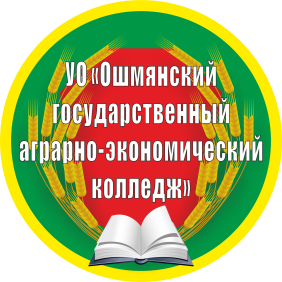 УО «Ошмянский
государственный
аграрно-экономический
колледж»